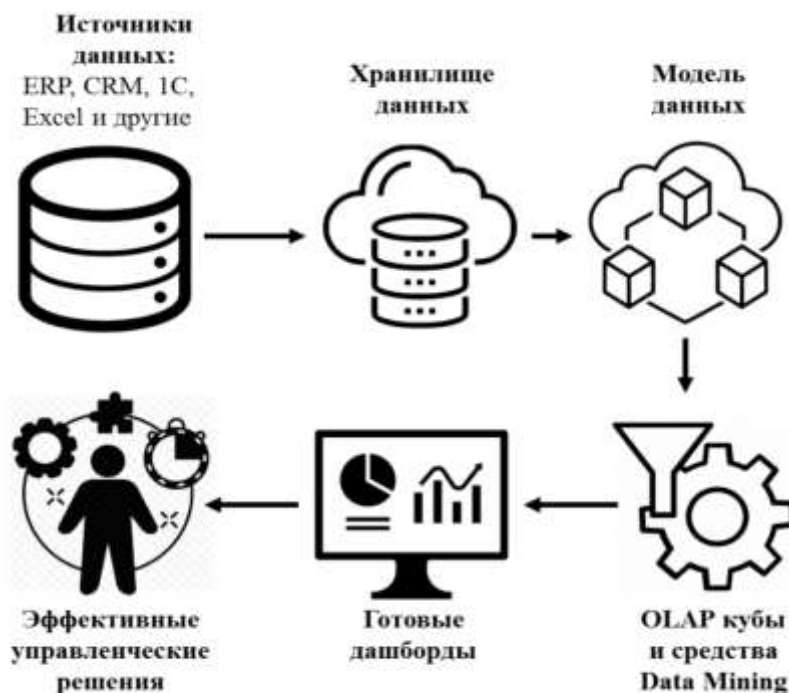 Источники
данных:
ERP, CRM, 1С,
Excel и другие
Хранилище
данных
Модель
данных
Эффективные
управленческие
решения
Готовые
дашборды
OLAP кубы
и средства
Data Mining